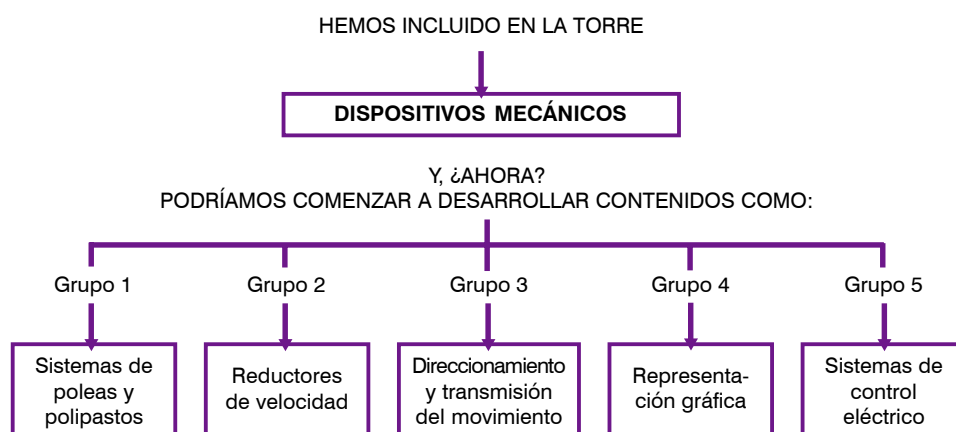 HEMOS INCLUIDO EN LA TORRE
DISPOSITIVOS MECÁNICOS
Y, ¿AHORA?
PODRÍAMOS COMENZAR A DESARROLLAR CONTENIDOS COMO:
Grupo 1
Grupo 2
Grupo 3
Grupo 4
Grupo 5
Sistemas de
poleas y
polipastos
Reductores
de velocidad
Direccionamiento
y transmisión
del movimiento
Representa-
ción gráfica
Sistemas de
control
eléctrico